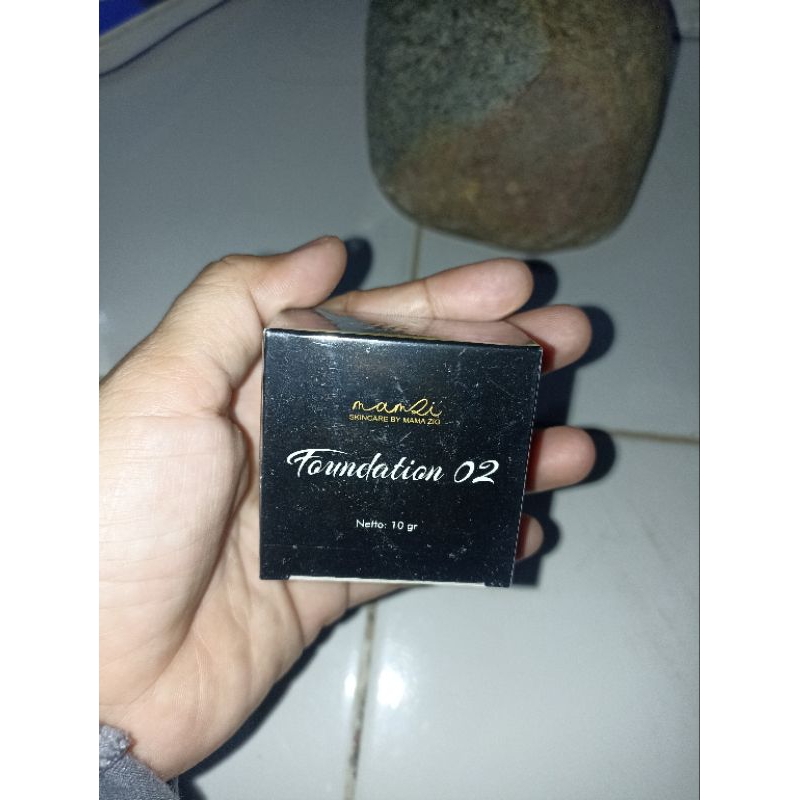 mamzi
SKINCARE BY MAMA ZIO
Foundation 02
Netto: 10 gr